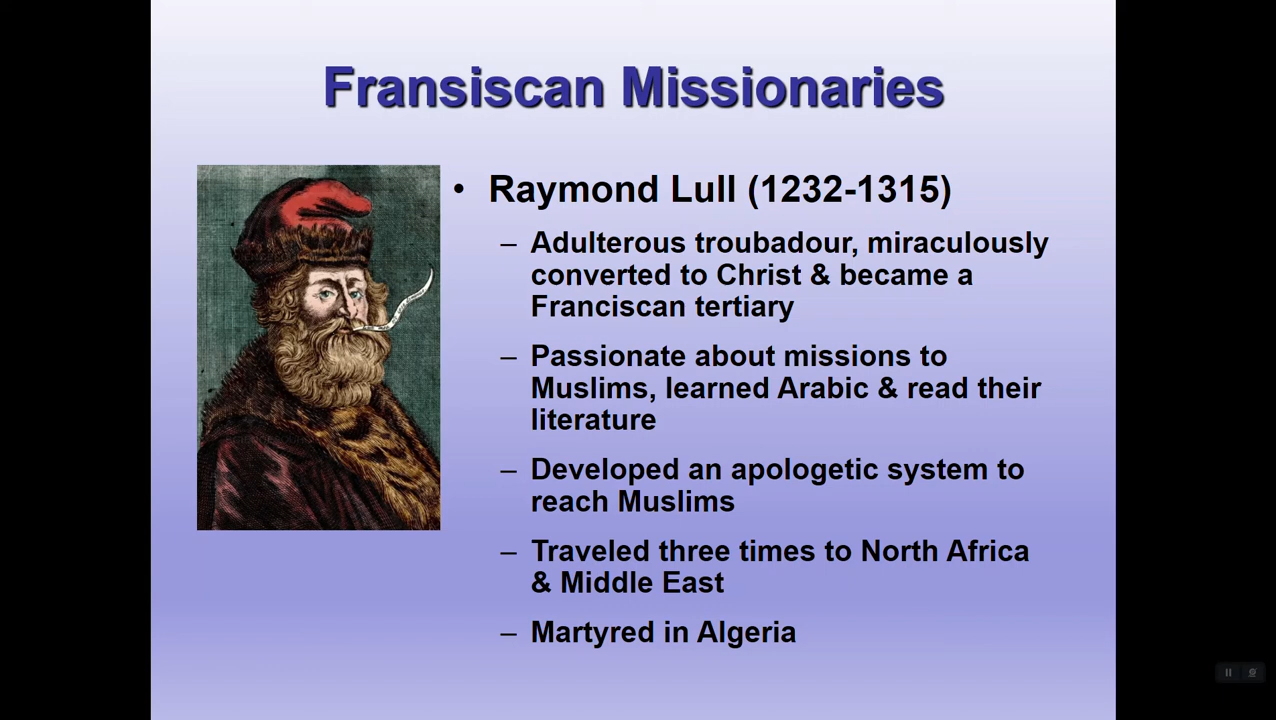 Fransiscan Missionaries
• Raymond Lull (1232-1315)
– Adulterous troubadour, miraculously
converted to Christ & became a
Franciscan tertiary
– Passionate about missions to
Muslims, learned Arabic & read their
literature
– Developed an apologetic system to
reach Muslims
– Traveled three times to North Africa
& Middle East
– Martyred in Algeria